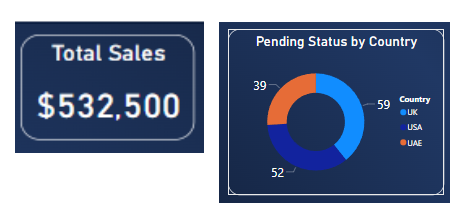 Total Sales
$532,500
Pending Status by Country
39
59
52
Country
UK
USA
UAE